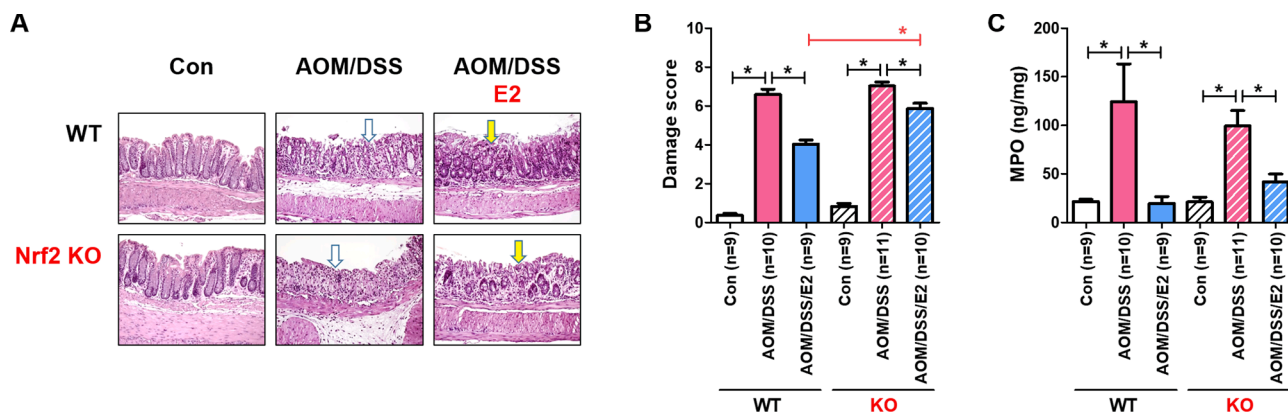 A
Con
AOM/DSS
AOM/DSS
E2
WT
Nrf2 KO
B
Damage score
10
8
6
4
2
0
*
*
*
*
*
Con (n=9)
AOM/DSS (n=10)
AOM/DSS/E2 (n=9)
Con (n=9)
AOM/DSS (n=11)
AOM/DSS/E2 (n=10)
WT
KO
C
MPO (ng/mg)
200
150
100
50
0
*
*
*
*
Con (n=9)
AOM/DSS (n=10)
AOM/DSS/E2 (n=9)
Con (n=9)
AOM/DSS (n=11)
AOM/DSS/E2 (n=10)
WT
KO